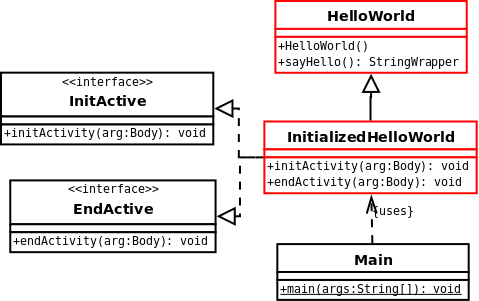 HelloWorld
+HelloWorld()
+sayHello(): StringWrapper
<<interface>>
InitActive
+initActivity(arg:Body): void
InitializedHelloWorld
+initActivity(arg:Body): void
+endActivity(arg:Body): void
<<interface>>
EndActive
+endActivity(arg:Body): void
{uses}
Main
+main(args:String[]): void